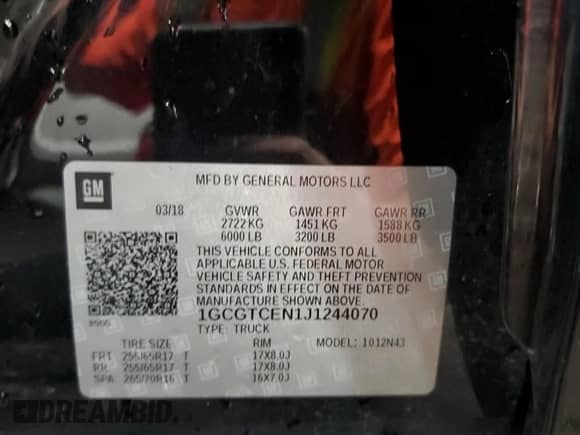 GM
MFD BY GENERAL MOTORS LLC
03/18 GVWR GAWR FRT GAWR RR
2722 KG 1451 KG 1588 KG
6000 LB 3200 LB 3500 LB
THIS VEHICLE CONFORMS TO ALL
APPLICABLE U.S. FEDERAL MOTOR
VEHICLE SAFETY AND THEFT PREVENTION
STANDARDS IN EFFECT ON THE DATE OF
MANUFACTURE SHOWN ABOVE.
1GCGTCEN1J1244070
TYPE: TRUCK MODEL: 1012N43
TIRE SIZE RIM
FRT 255/65R17 T 17X8.0J
RR 255/65R17 T 17X8.0J
SPA 265/70R16 T 16X7.0J
DREAMBID